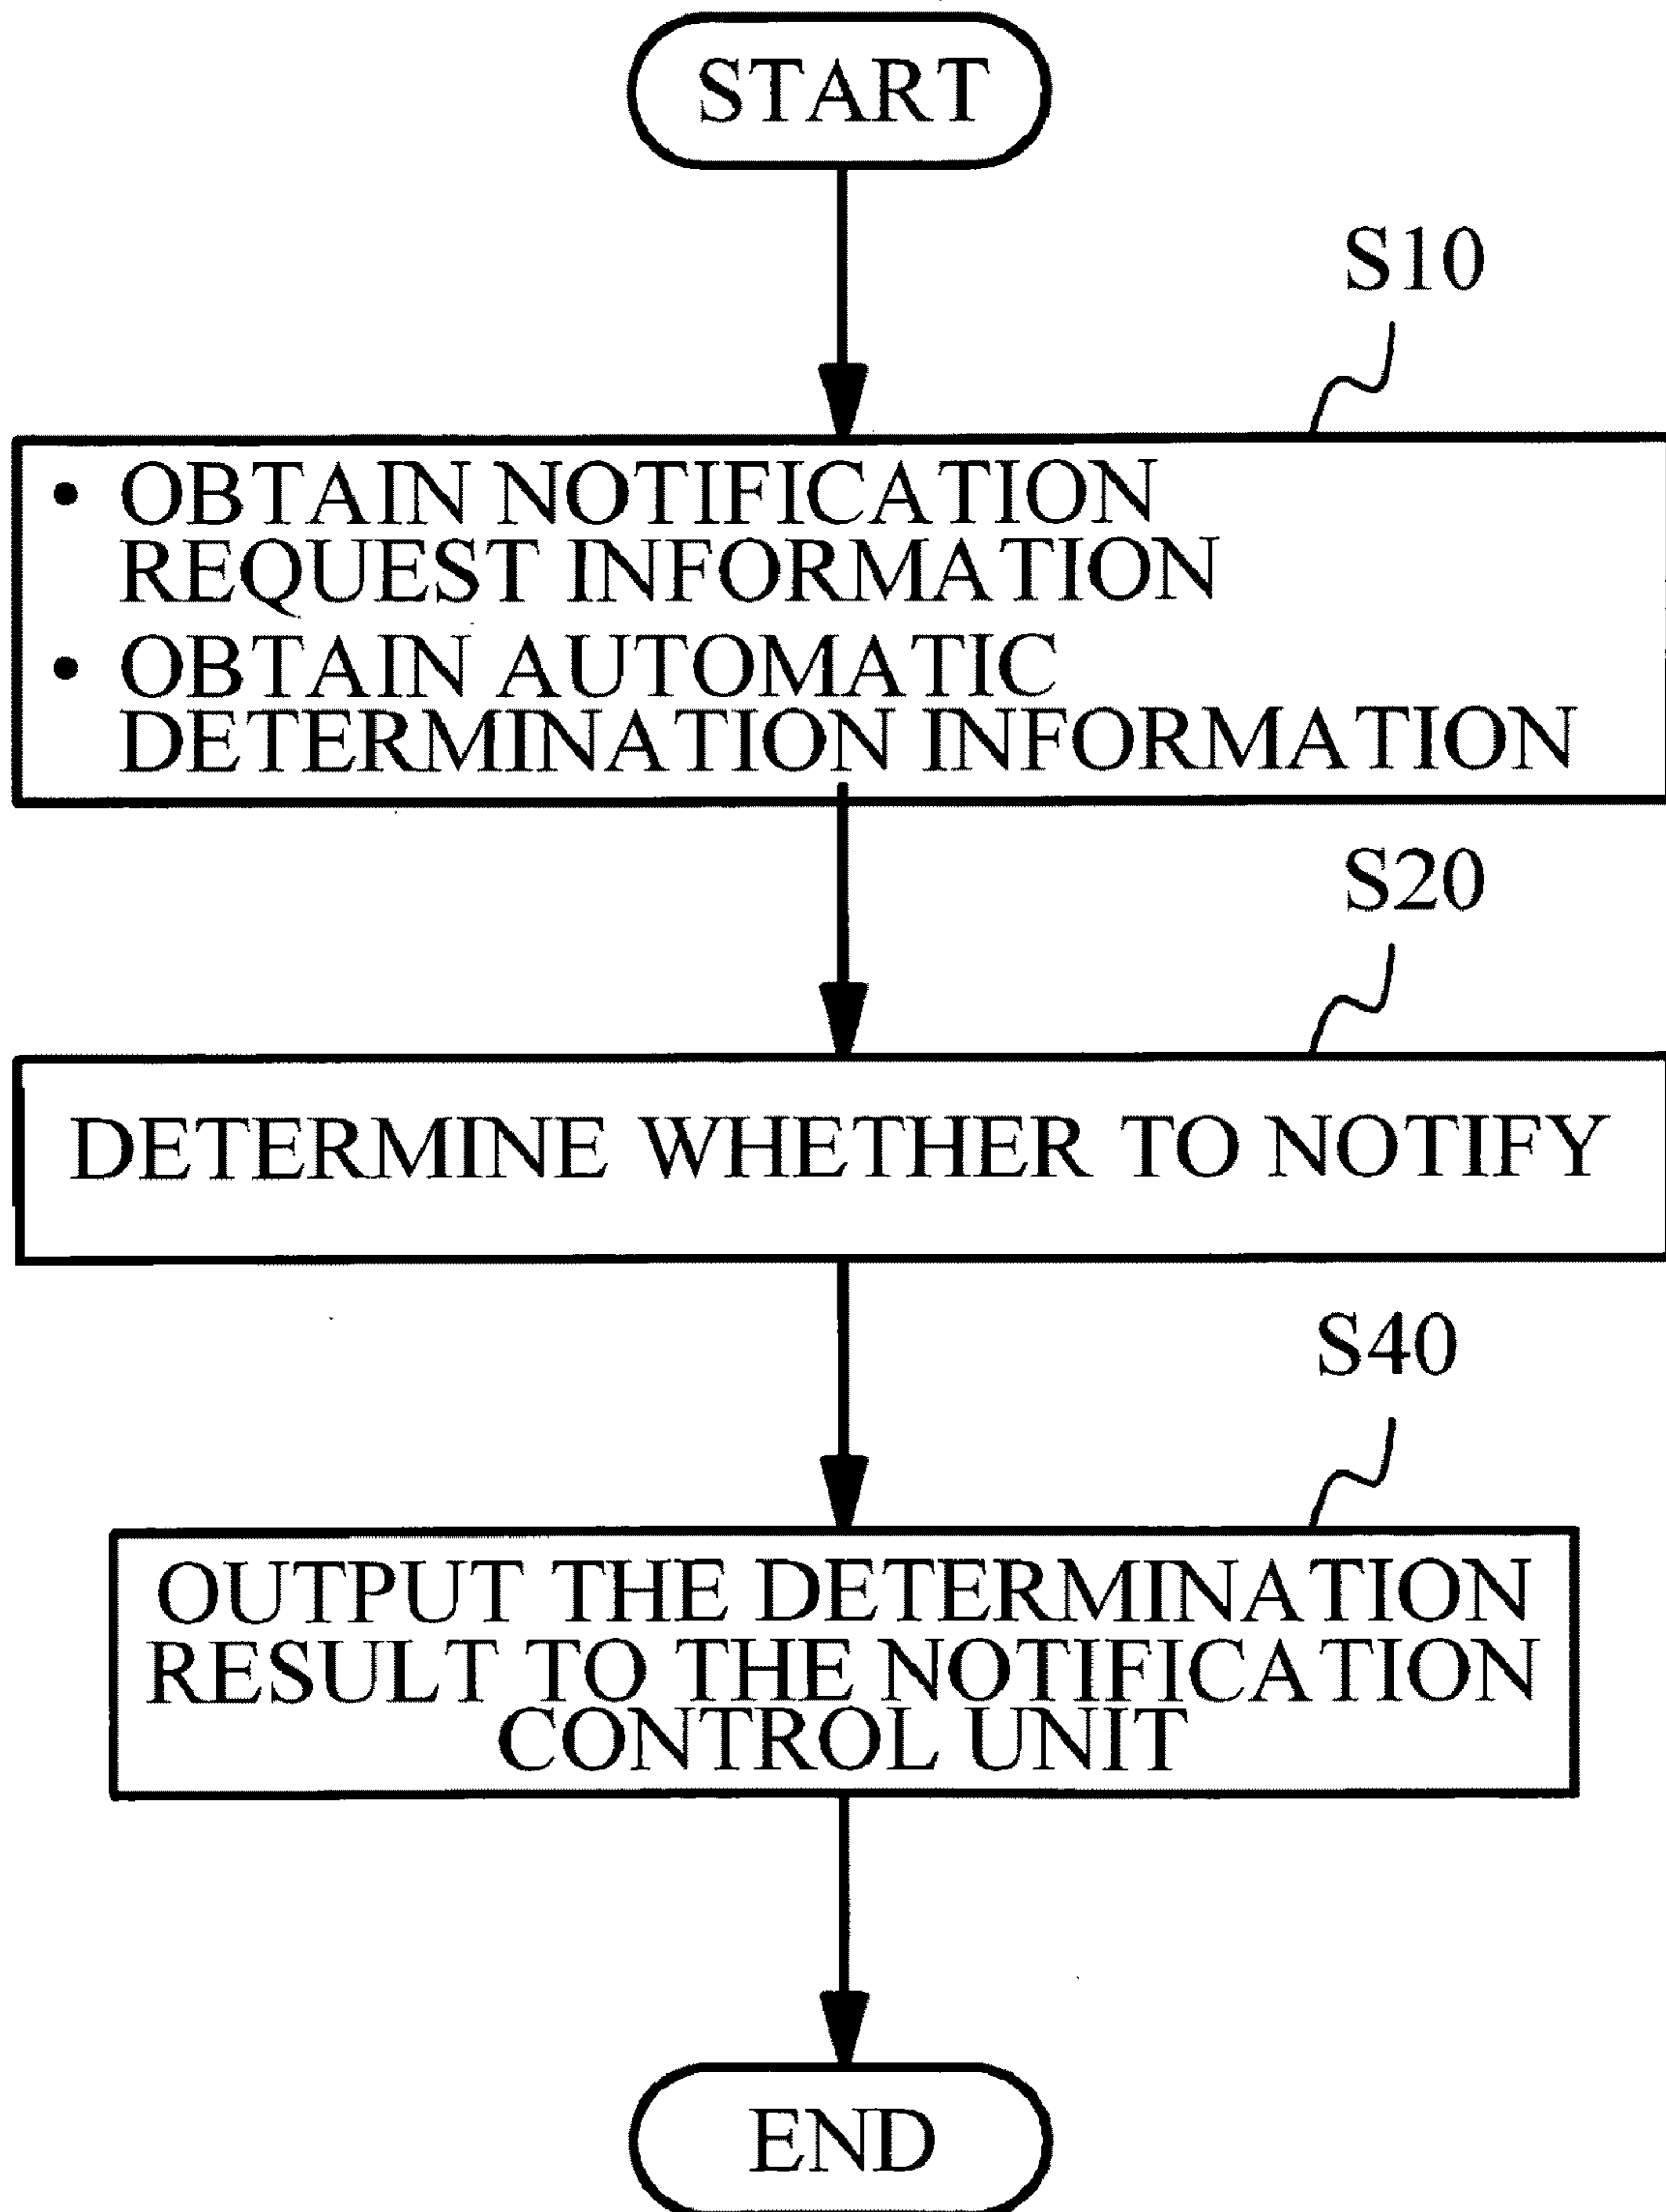 START
S10
• OBTAIN NOTIFICATION
REQUEST INFORMATION
• OBTAIN AUTOMATIC
DETERMINATION INFORMATION
S20
DETERMINE WHETHER TO NOTIFY
S40
OUTPUT THE DETERMINATION
RESULT TO THE NOTIFICATION
CONTROL UNIT
END